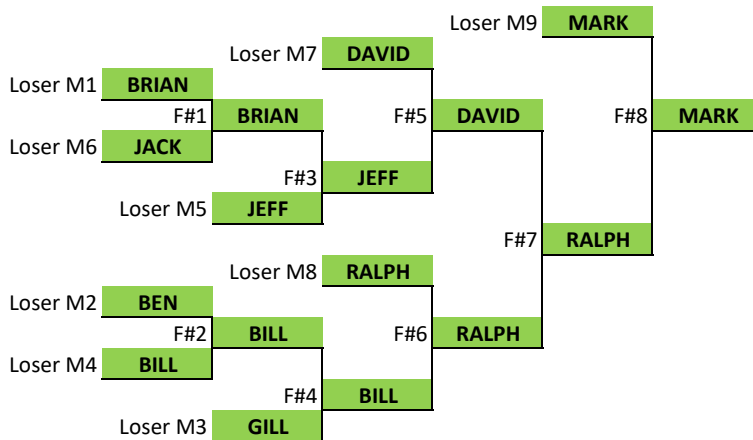 Loser M9 MARK
Loser M7 DAVID
Loser M1 BRIAN
F#1 BRIAN F#5 DAVID F#8 MARK
Loser M6 JACK
F#3 JEFF
Loser M5 JEFF
F#7 RALPH
Loser M8 RALPH
Loser M2 BEN
F#2 BILL F#6 RALPH
Loser M4 BILL
F#4 BILL
Loser M3 GILL